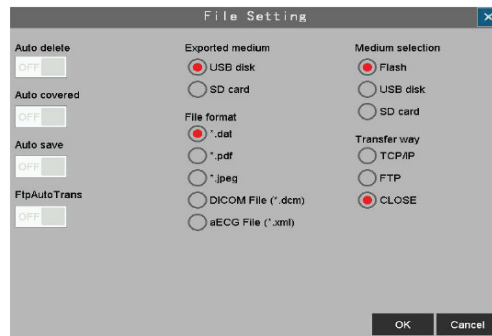 File Setting
Auto delete
OFF
Auto covered
OFF
Auto save
OFF
FtpAutoTrans
OFF
Exported medium
USB disk
SD card
File format
*.dat
*.pdf
*.jpeg
DICOM File (*.dcm)
aECG File (*.xml)
Medium selection
Flash
USB disk
SD card
Transfer way
TCP/IP
FTP
CLOSE
OK
Cancel